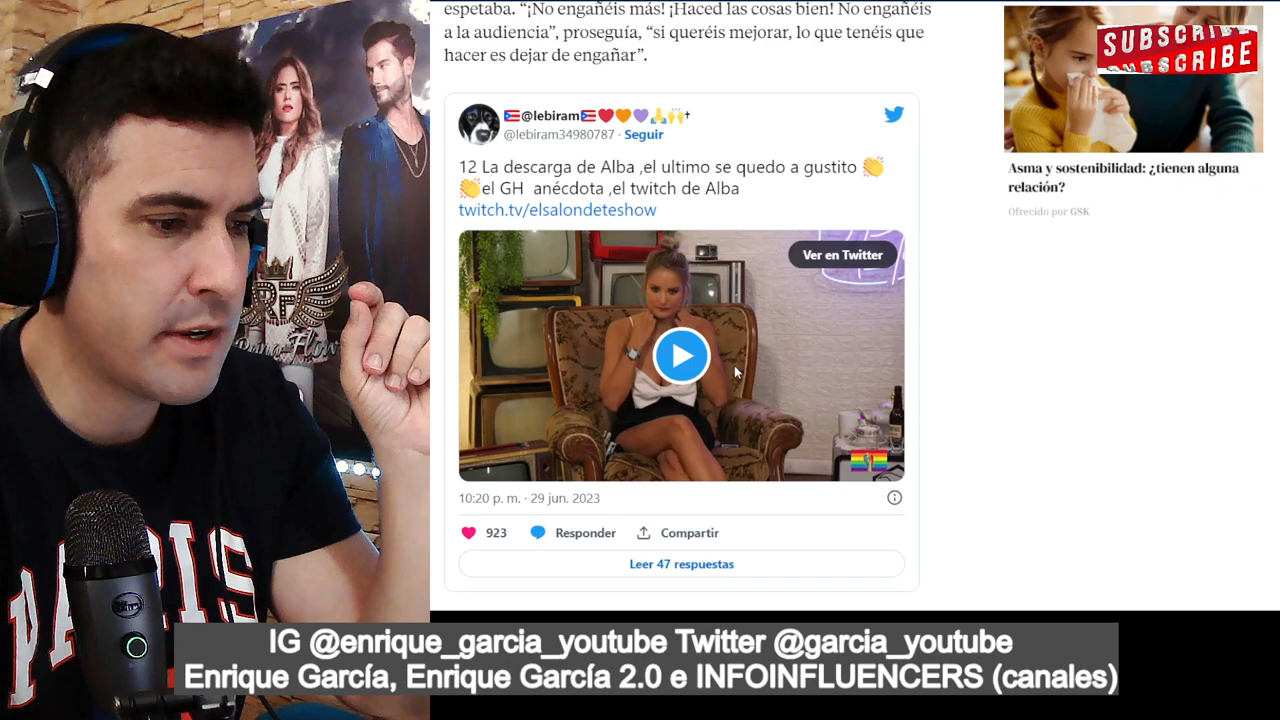 espetaba. “¡No engañéis más! ¡Haced las cosas bien! No engañéis
a la audiencia”, proseguía, “si queréis mejorar, lo que tenéis que
hacer es dejar de engañar”.
@lebiram
@lebiram34980787 · Seguir
12 La descarga de Alba ,el ultimo se quedo a gustito 👏
👏el GH anécdota ,el twitch de Alba
twitch.tv/elsalondeteshow
Ver en Twitter
10:20 p. m. · 29 jun. 2023
923 Responder Compartir
Leer 47 respuestas
SUBSCRIBE
SUBSCRIBE
Asma y sostenibilidad: ¿tienen alguna
relación?
Ofrecido por GSK
RF
PARIS
IG @enrique_garcia_youtube Twitter @garcia_youtube
Enrique García, Enrique García 2.0 e INFOINFLUENCERS (canales)